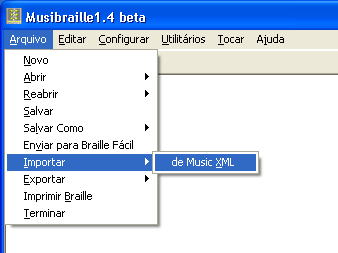 Musibraille1.4 beta
Arquivo Editar Configurar Utilitários Tocar Ajuda
Novo
Abrir
Reabrir
Salvar
Salvar Como
Enviar para Braille Fácil
Importar de Music XML
Exportar
Imprimir Braille
Terminar